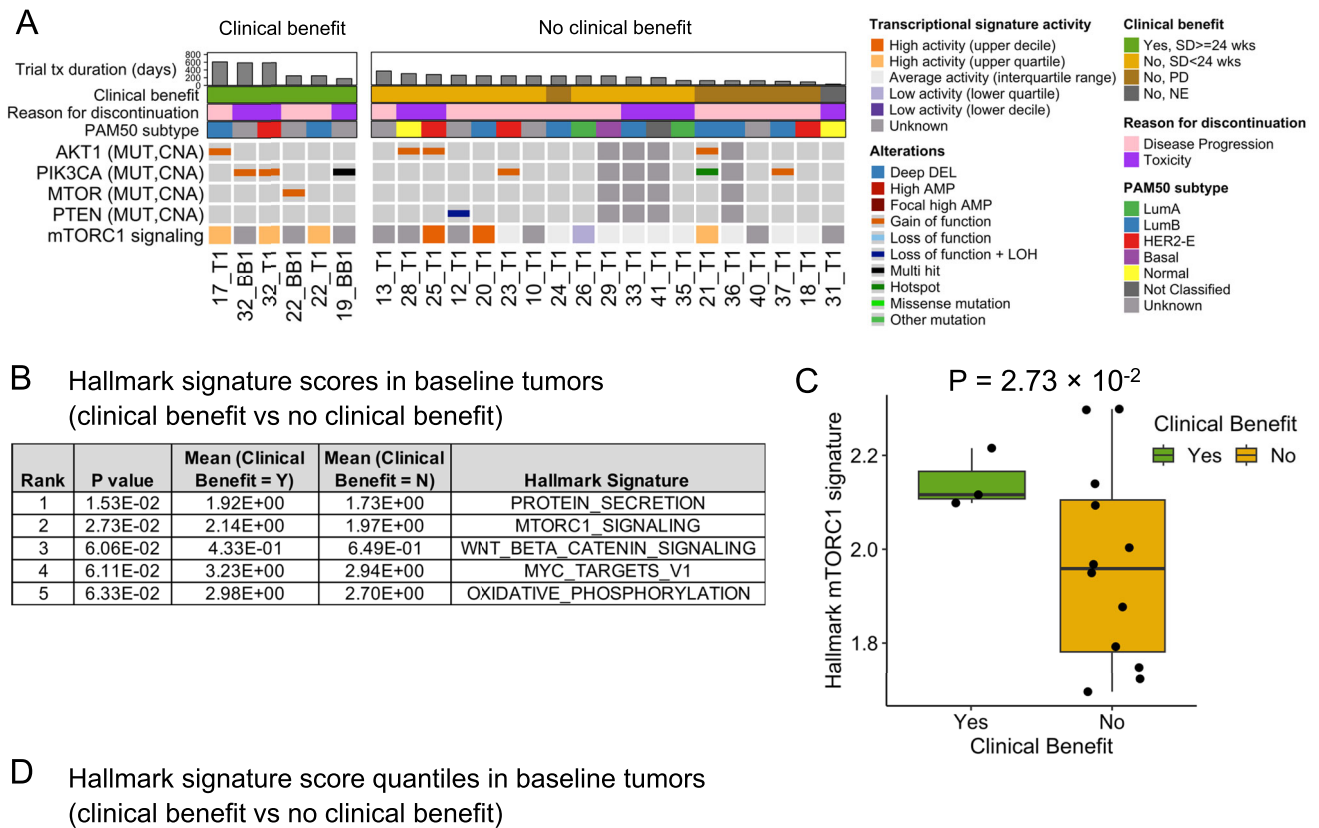 A
Clinical benefit
No clinical benefit
Trial tx duration (days)
800
600
400
200
0
Clinical benefit
Reason for discontinuation
PAM50 subtype
AKT1 (MUT,CNA)
PIK3CA (MUT,CNA)
MTOR (MUT,CNA)
PTEN (MUT,CNA)
mTORC1 signaling
17_T1
32_BB1
32_T1
22_BB1
22_T1
19_BB1
13_T1
28_T1
25_T1
12_T1
20_T1
23_T1
10_T1
24_T1
26_T1
29_T1
33_T1
41_T1
35_T1
21_T1
36_T1
40_T1
37_T1
18_T1
31_T1
Transcriptional signature activity
High activity (upper decile)
High activity (upper quartile)
Average activity (interquartile range)
Low activity (lower quartile)
Low activity (lower decile)
Unknown
Alterations
Deep DEL
High AMP
Focal high AMP
Gain of function
Loss of function
Loss of function + LOH
Multi hit
Hotspot
Missense mutation
Other mutation
Clinical benefit
Yes, SD>=24 wks
No, SD<24 wks
No, PD
No, NE
Reason for discontinuation
Disease Progression
Toxicity
PAM50 subtype
LumA
LumB
HER2-E
Basal
Normal
Not Classified
Unknown
B
Hallmark signature scores in baseline tumors
(clinical benefit vs no clinical benefit)
Rank P value Mean (Clinical Benefit = Y) Mean (Clinical Benefit = N) Hallmark Signature
1 1.53E-02 1.92E+00 1.73E+00 PROTEIN_SECRETION
2 2.73E-02 2.14E+00 1.97E+00 MTORC1_SIGNALING
3 6.06E-02 4.33E-01 6.49E-01 WNT_BETA_CATENIN_SIGNALING
4 6.11E-02 3.23E+00 2.94E+00 MYC_TARGETS_V1
5 6.33E-02 2.98E+00 2.70E+00 OXIDATIVE_PHOSPHORYLATION
C
P = 2.73 × 10-2
Hallmark mTORC1 signature
2.2
2.0
1.8
Yes
No
Clinical Benefit
Clinical Benefit
Yes
No
D
Hallmark signature score quantiles in baseline tumors
(clinical benefit vs no clinical benefit)